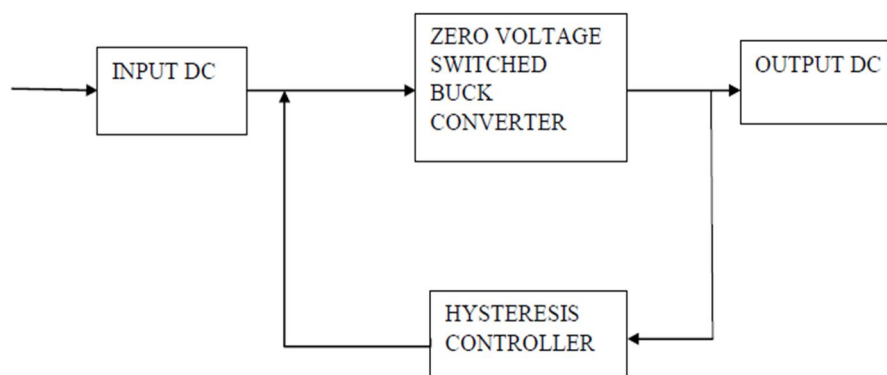 INPUT DC
ZERO VOLTAGE
SWITCHED
BUCK
CONVERTER
OUTPUT DC
HYSTERESIS
CONTROLLER